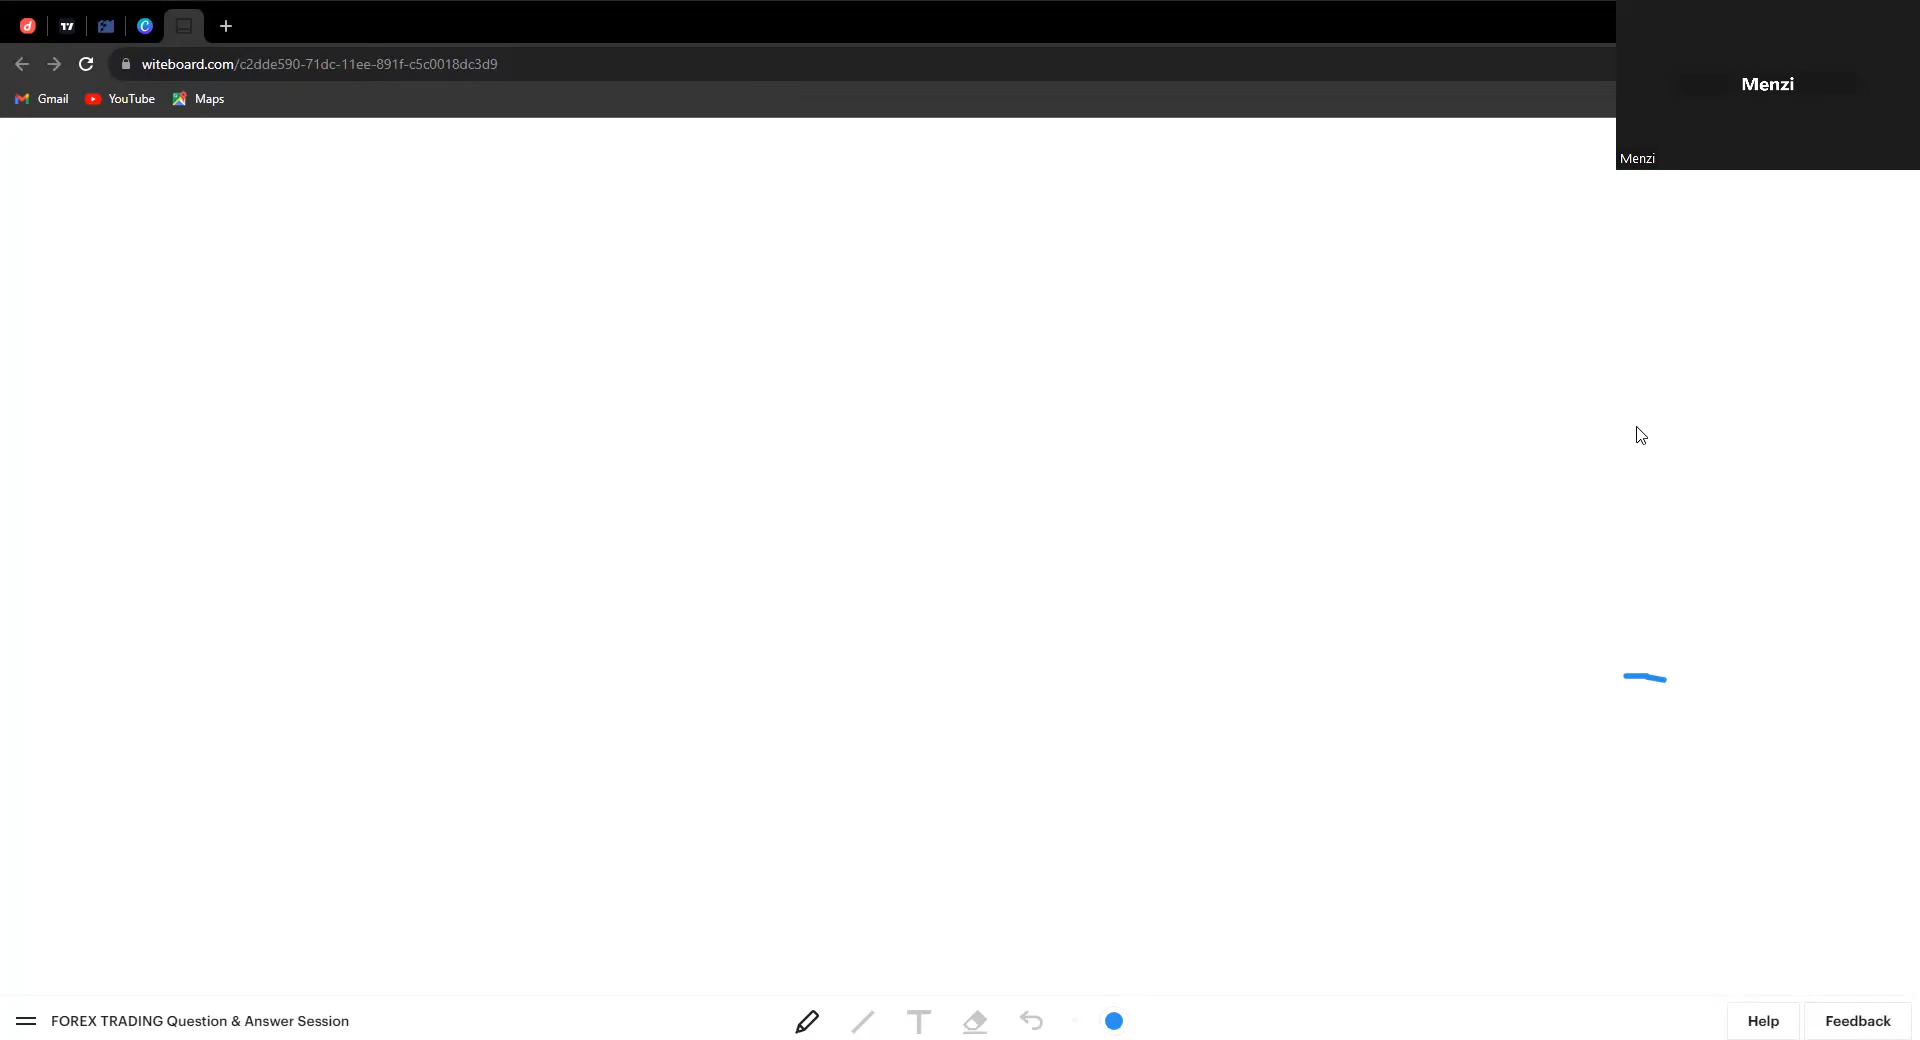 witeboard.com/c2dde590-71dc-11ee-891f-c5c0018dc3d9
Gmail YouTube Maps
Menzi
Menzi
FOREX TRADING Question & Answer Session
T
Help Feedback